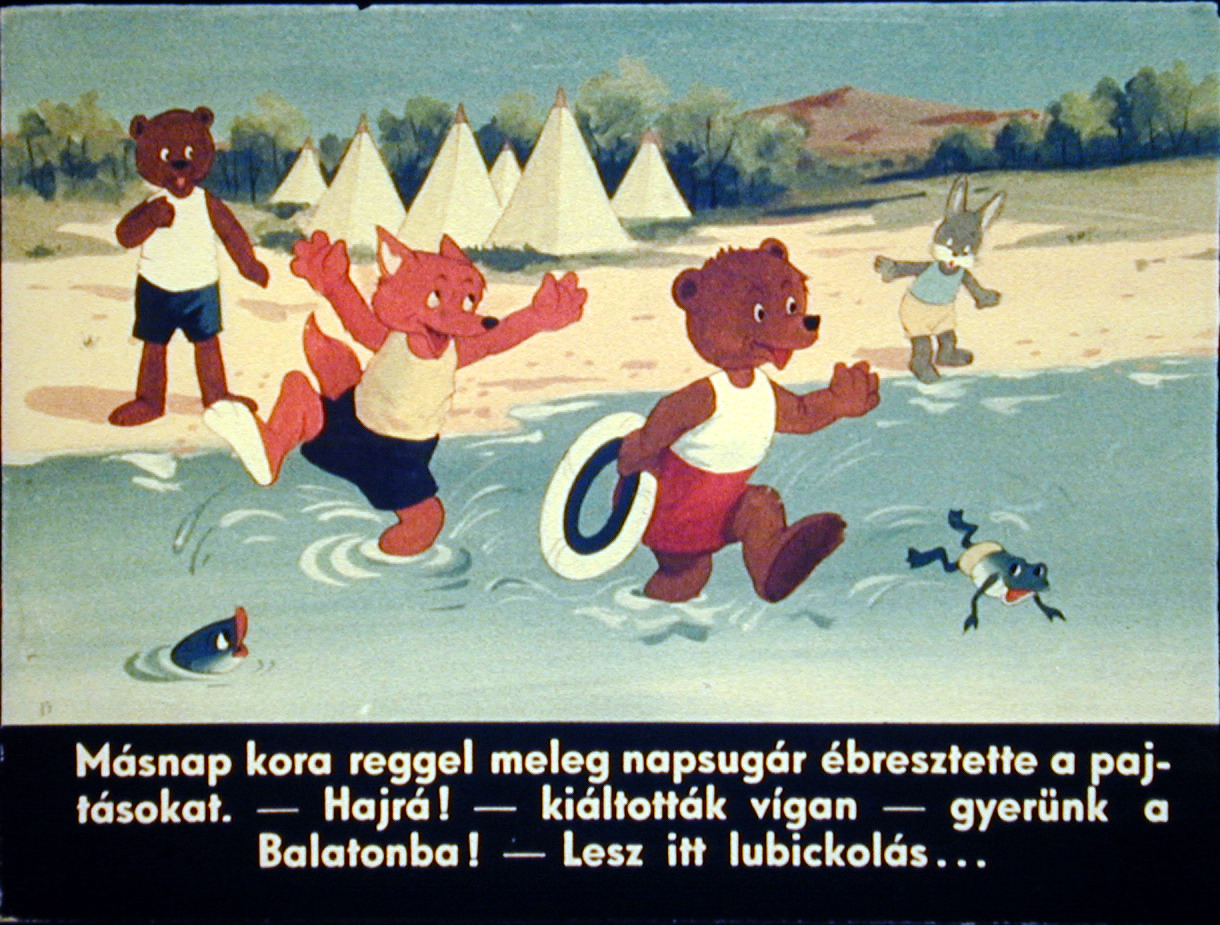 Másnap kora reggel meleg napsugár ébresztette a paj-
tásokat. — Hajrá! — kiáltották vígan — gyerünk a
Balatonba! — Lesz itt lubickolás...